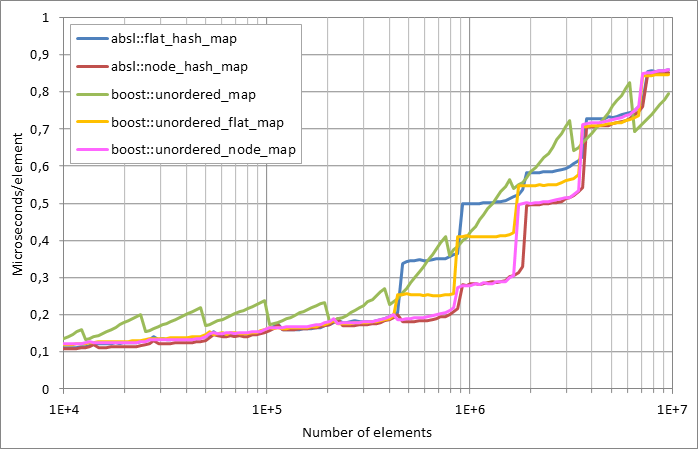 1
0,9
0,8
0,7
0,6
0,5
0,4
0,3
0,2
0,1
0
Microseconds/element
absl::flat_hash_map
absl::node_hash_map
boost::unordered_map
boost::unordered_flat_map
boost::unordered_node_map
1E+4 1E+5 1E+6 1E+7
Number of elements